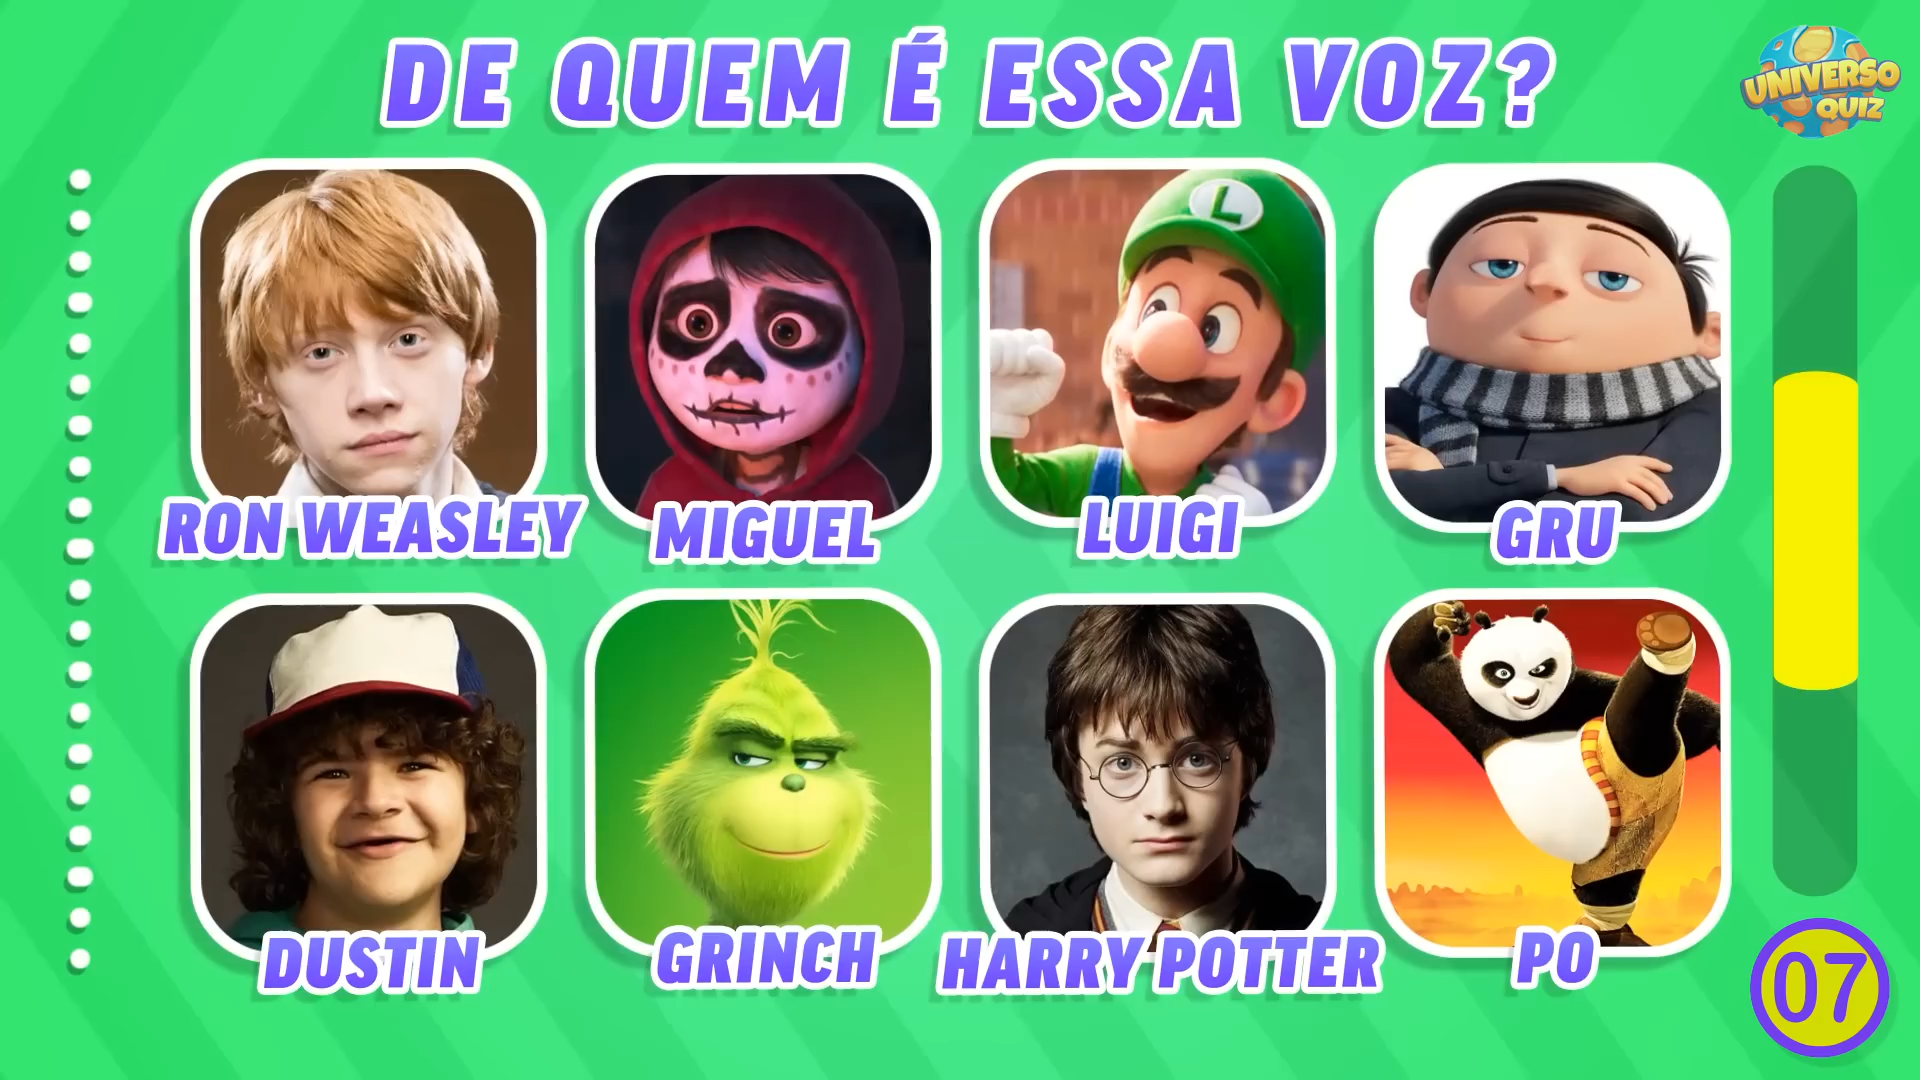 DE QUEM É ESSA VOZ?
UNIVERSO
QUIZ
L
RON WEASLEY
MIGUEL
LUIGI
GRU
DUSTIN
GRINCH
HARRY POTTER
PO
07